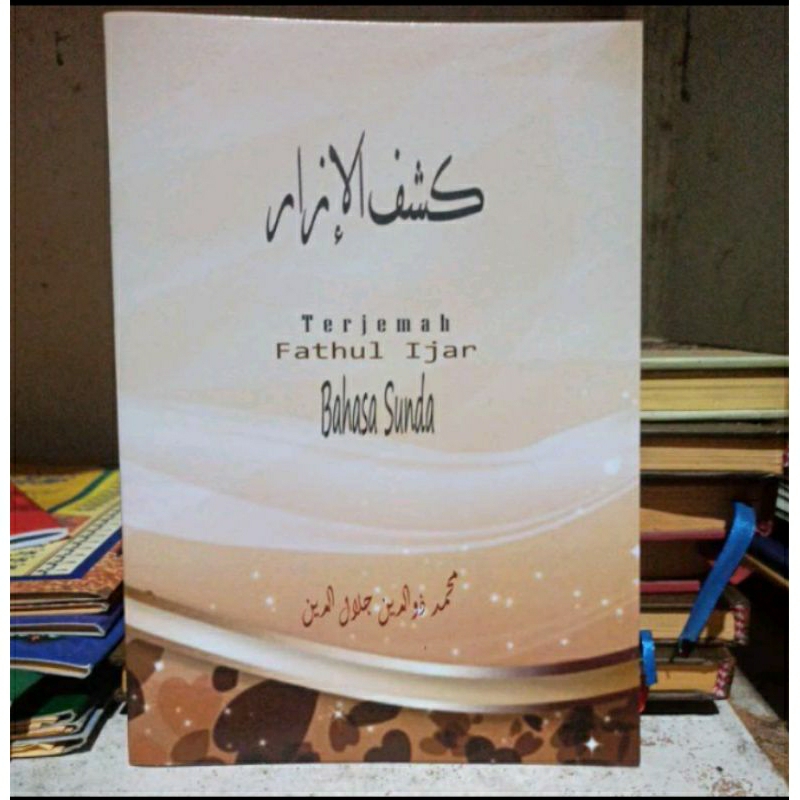 كشف الإزار
Terjemah
Fathul Ijar
Bahasa Sunda
محمد ذوالدين جلال الدين